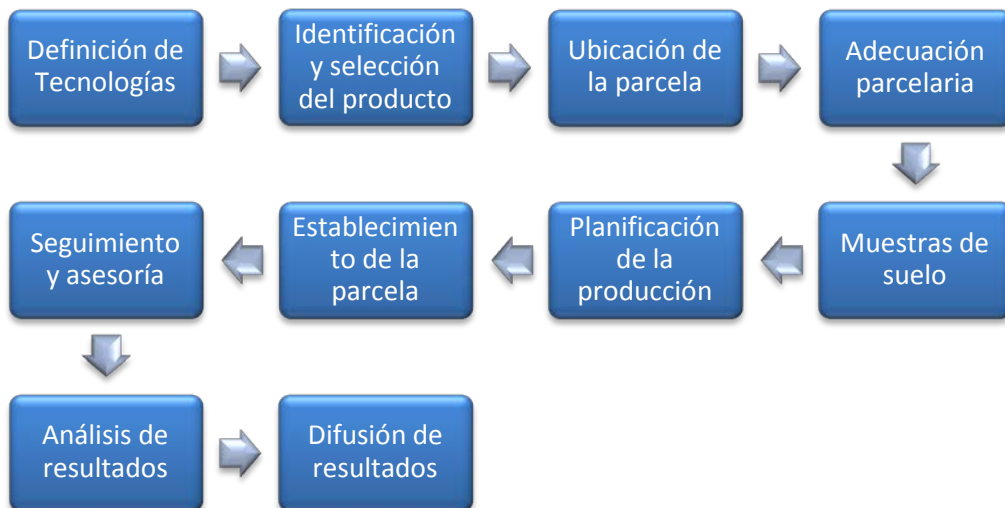 Definición de
Tecnologías
Identificación
y selección
del producto
Ubicación de
la parcela
Adecuación
parcelaria
Muestras de
suelo
Planificación
de la
producción
Establecimien
to de la
parcela
Seguimiento
y asesoría
Análisis de
resultados
Difusión de
resultados